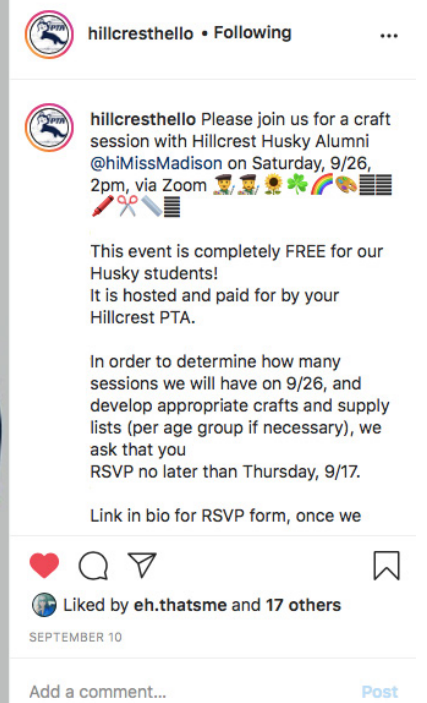 hillcresthello • Following
hillcresthello Please join us for a craft
session with Hillcrest Husky Alumni
@hiMissMadison on Saturday, 9/26,
2pm, via Zoom 👨‍🎨👨‍🎨🌻☘️🌈🎨
🖍️✂️📏
This event is completely FREE for our
Husky students!
It is hosted and paid for by your
Hillcrest PTA.
In order to determine how many
sessions we will have on 9/26, and
develop appropriate crafts and supply
lists (per age group if necessary), we
ask that you
RSVP no later than Thursday, 9/17.
Link in bio for RSVP form, once we
Liked by eh.thatsme and 17 others
SEPTEMBER 10
Add a comment...
Post
PTA
PTA